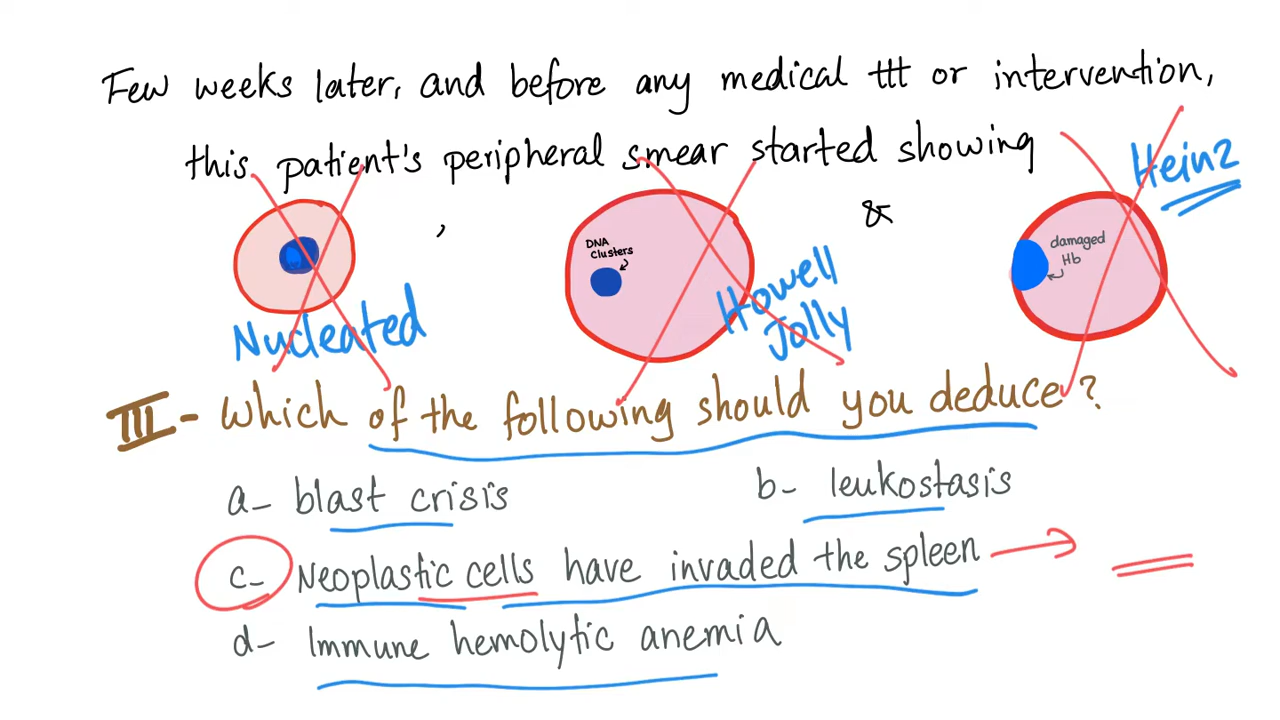 Few weeks later, and before any medical ttt or intervention,
this patient's peripheral smear started showing
Heinz
, &
DNA
Clusters
damaged
Hb
Nucleated
Howell
Jolly
III- Which of the following should you deduce?
a- blast crisis b- leukostasis
c- Neoplastic cells have invaded the spleen
d- Immune hemolytic anemia